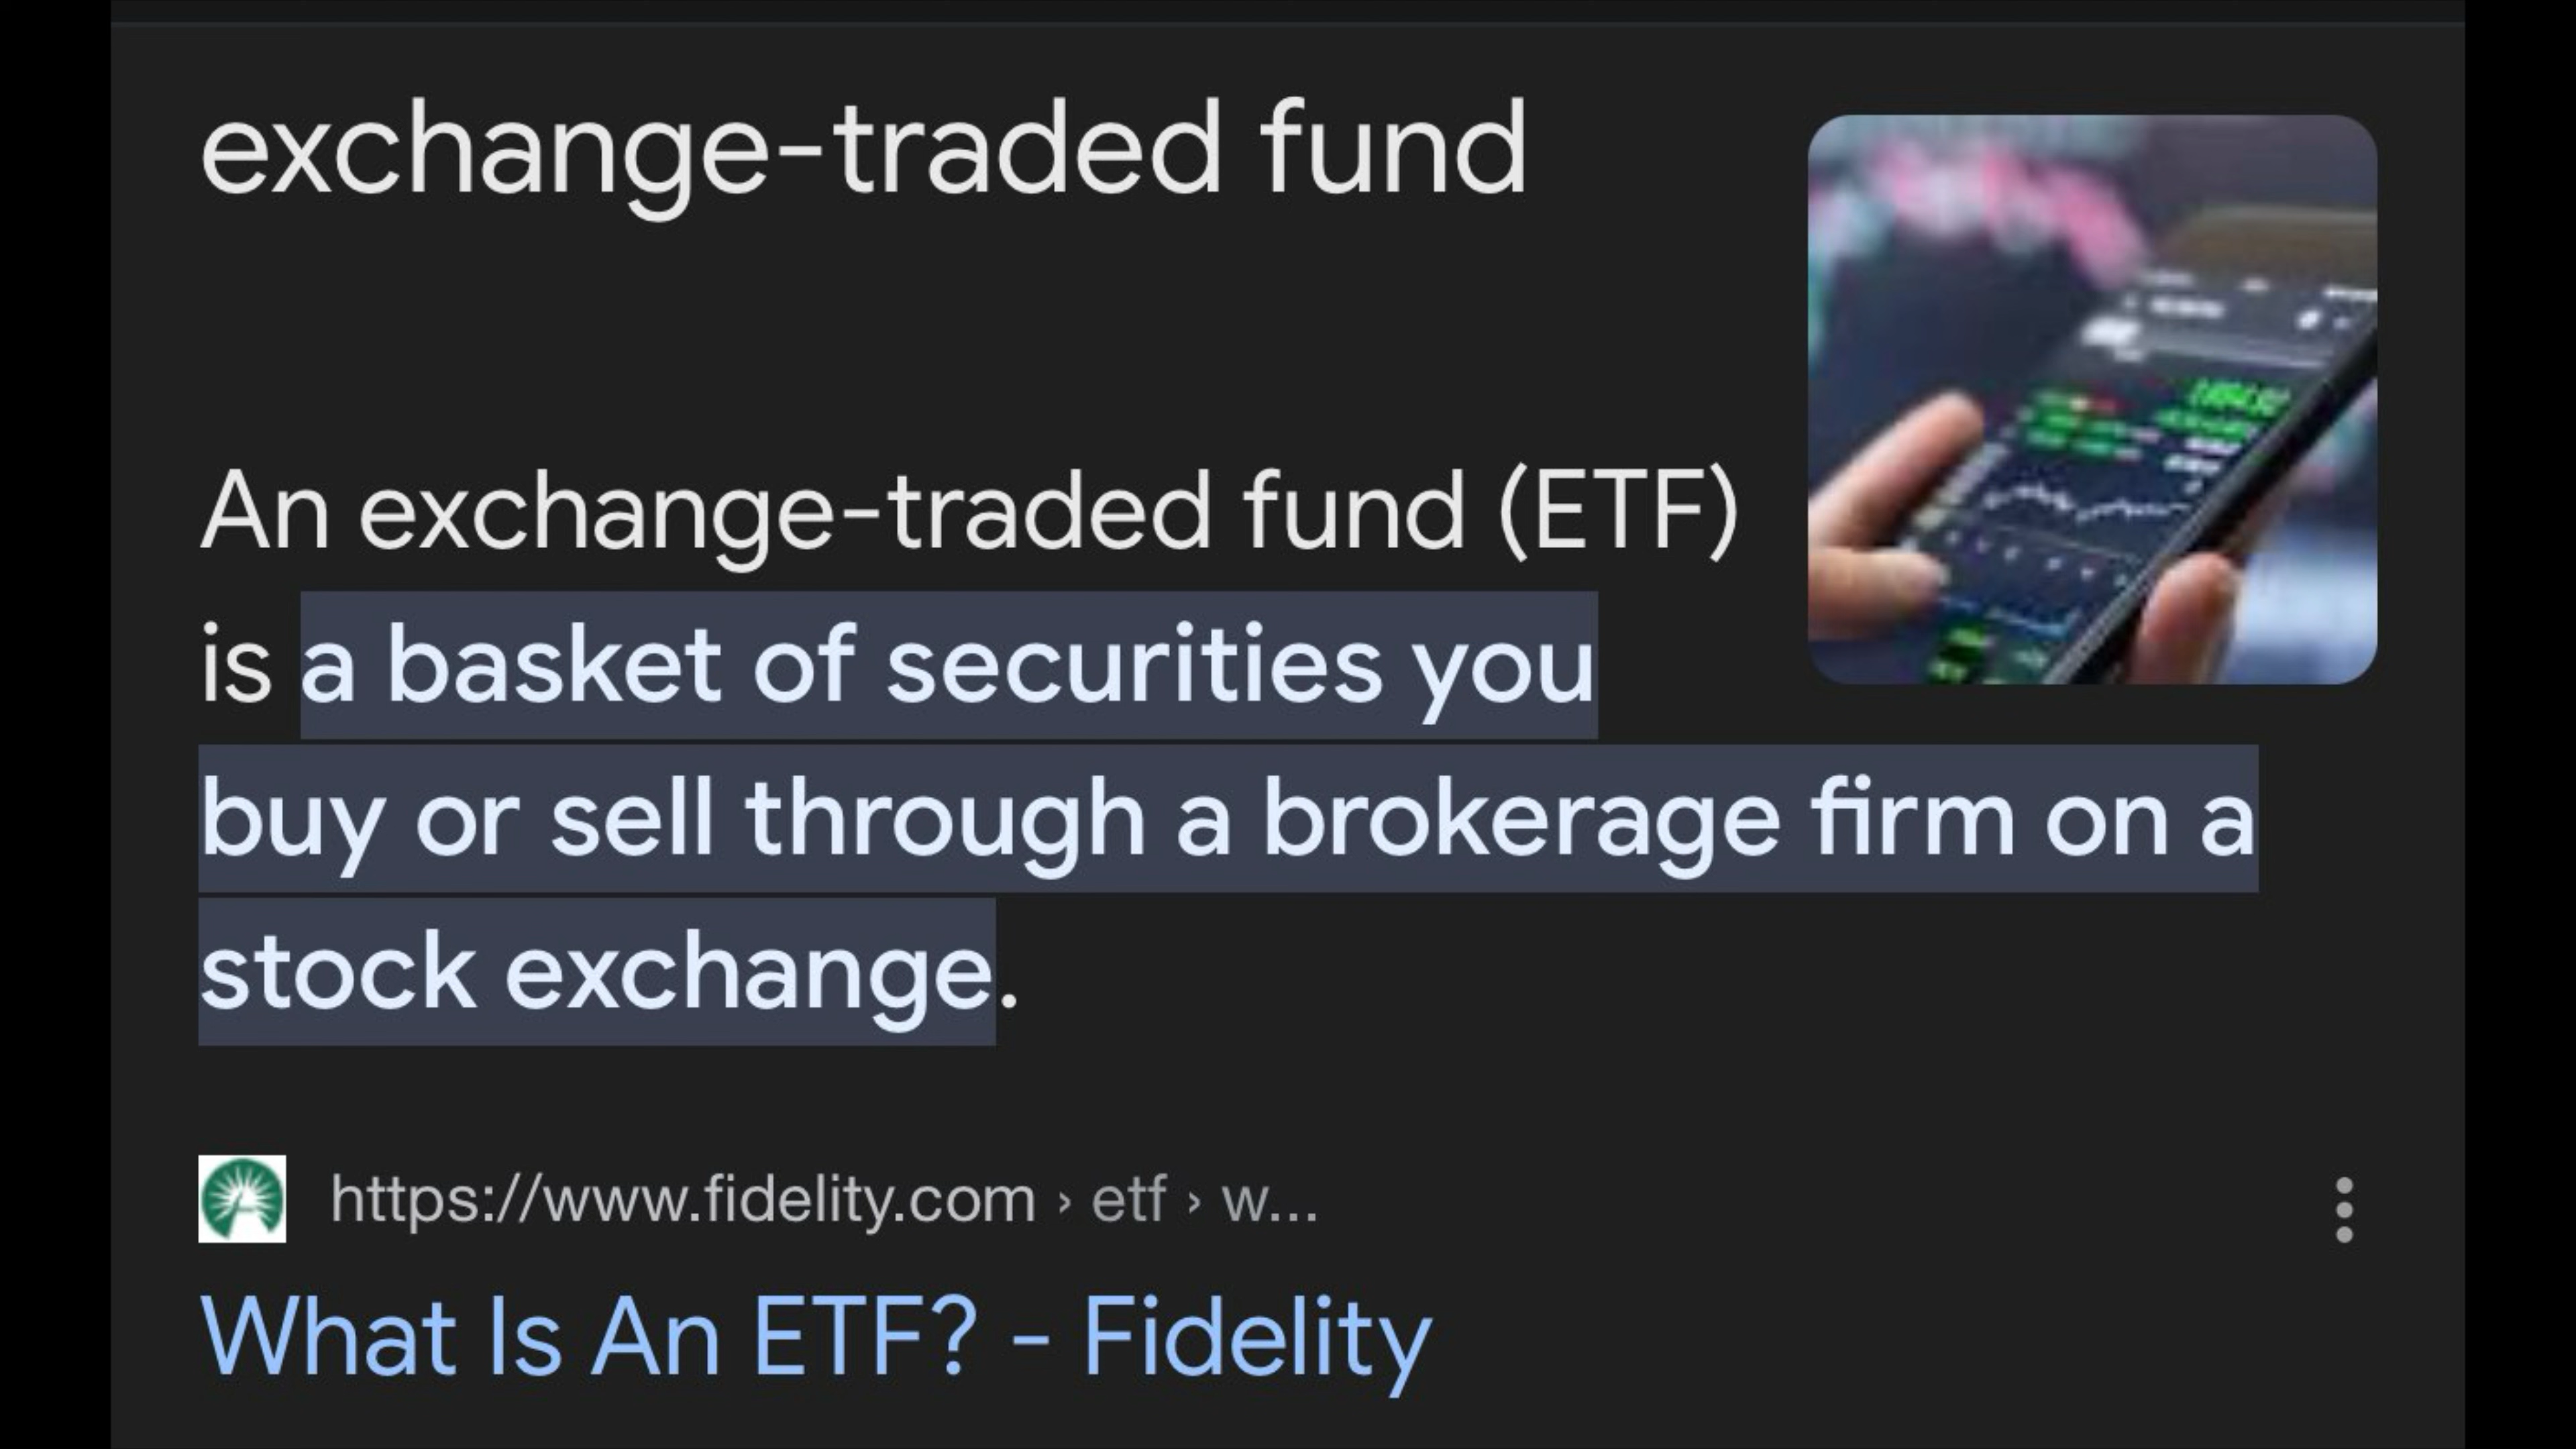 exchange-traded fund
An exchange-traded fund (ETF)
is a basket of securities you
buy or sell through a brokerage firm on a
stock exchange.
https://www.fidelity.com › etf › w...
What Is An ETF? - Fidelity